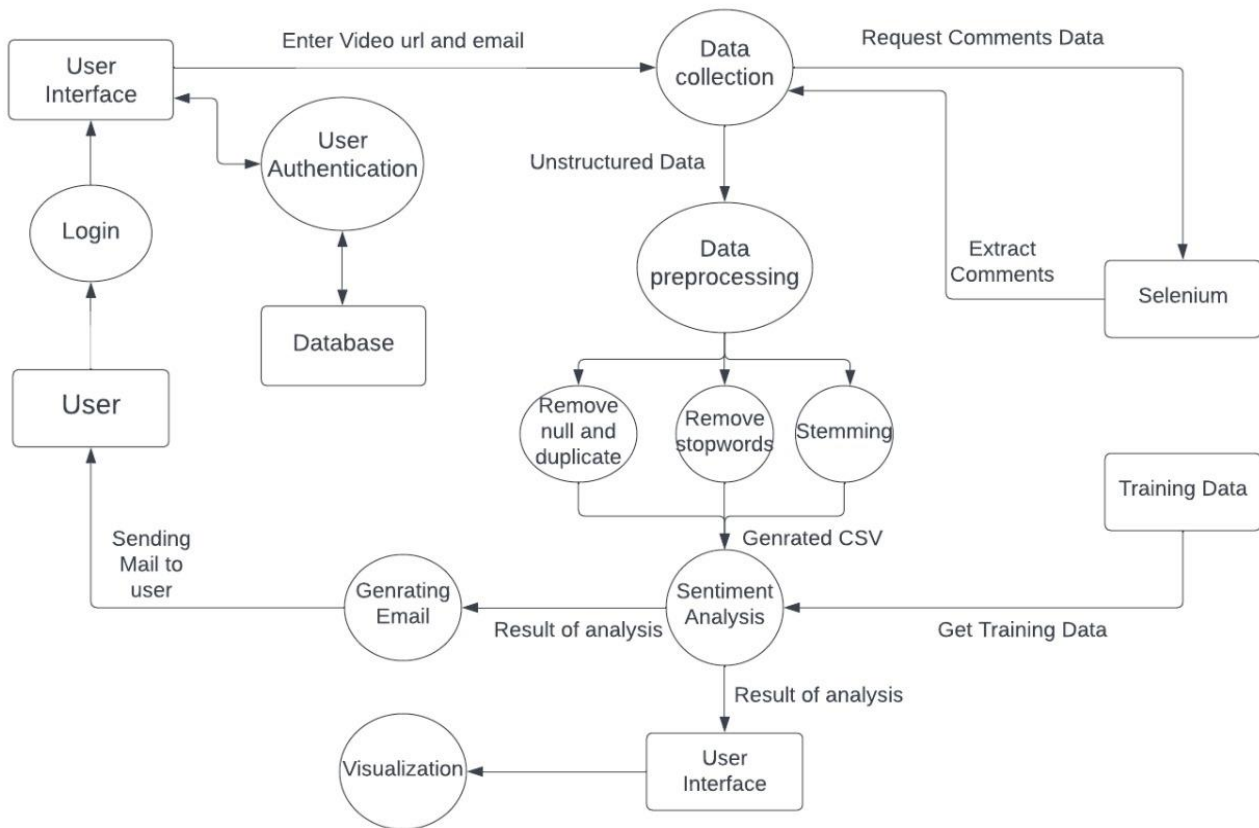 Enter Video url and email
Data
collection
Request Comments Data
User
Interface
User
Authentication
Unstructured Data
Login
Data
preprocessing
Extract
Comments
Selenium
Database
User
Remove
null and
duplicate
Remove
stopwords
Stemming
Training Data
Sending
Mail to
user
Genrated CSV
Genrating
Email
Sentiment
Analysis
Result of analysis
Get Training Data
Result of analysis
Visualization
User
Interface